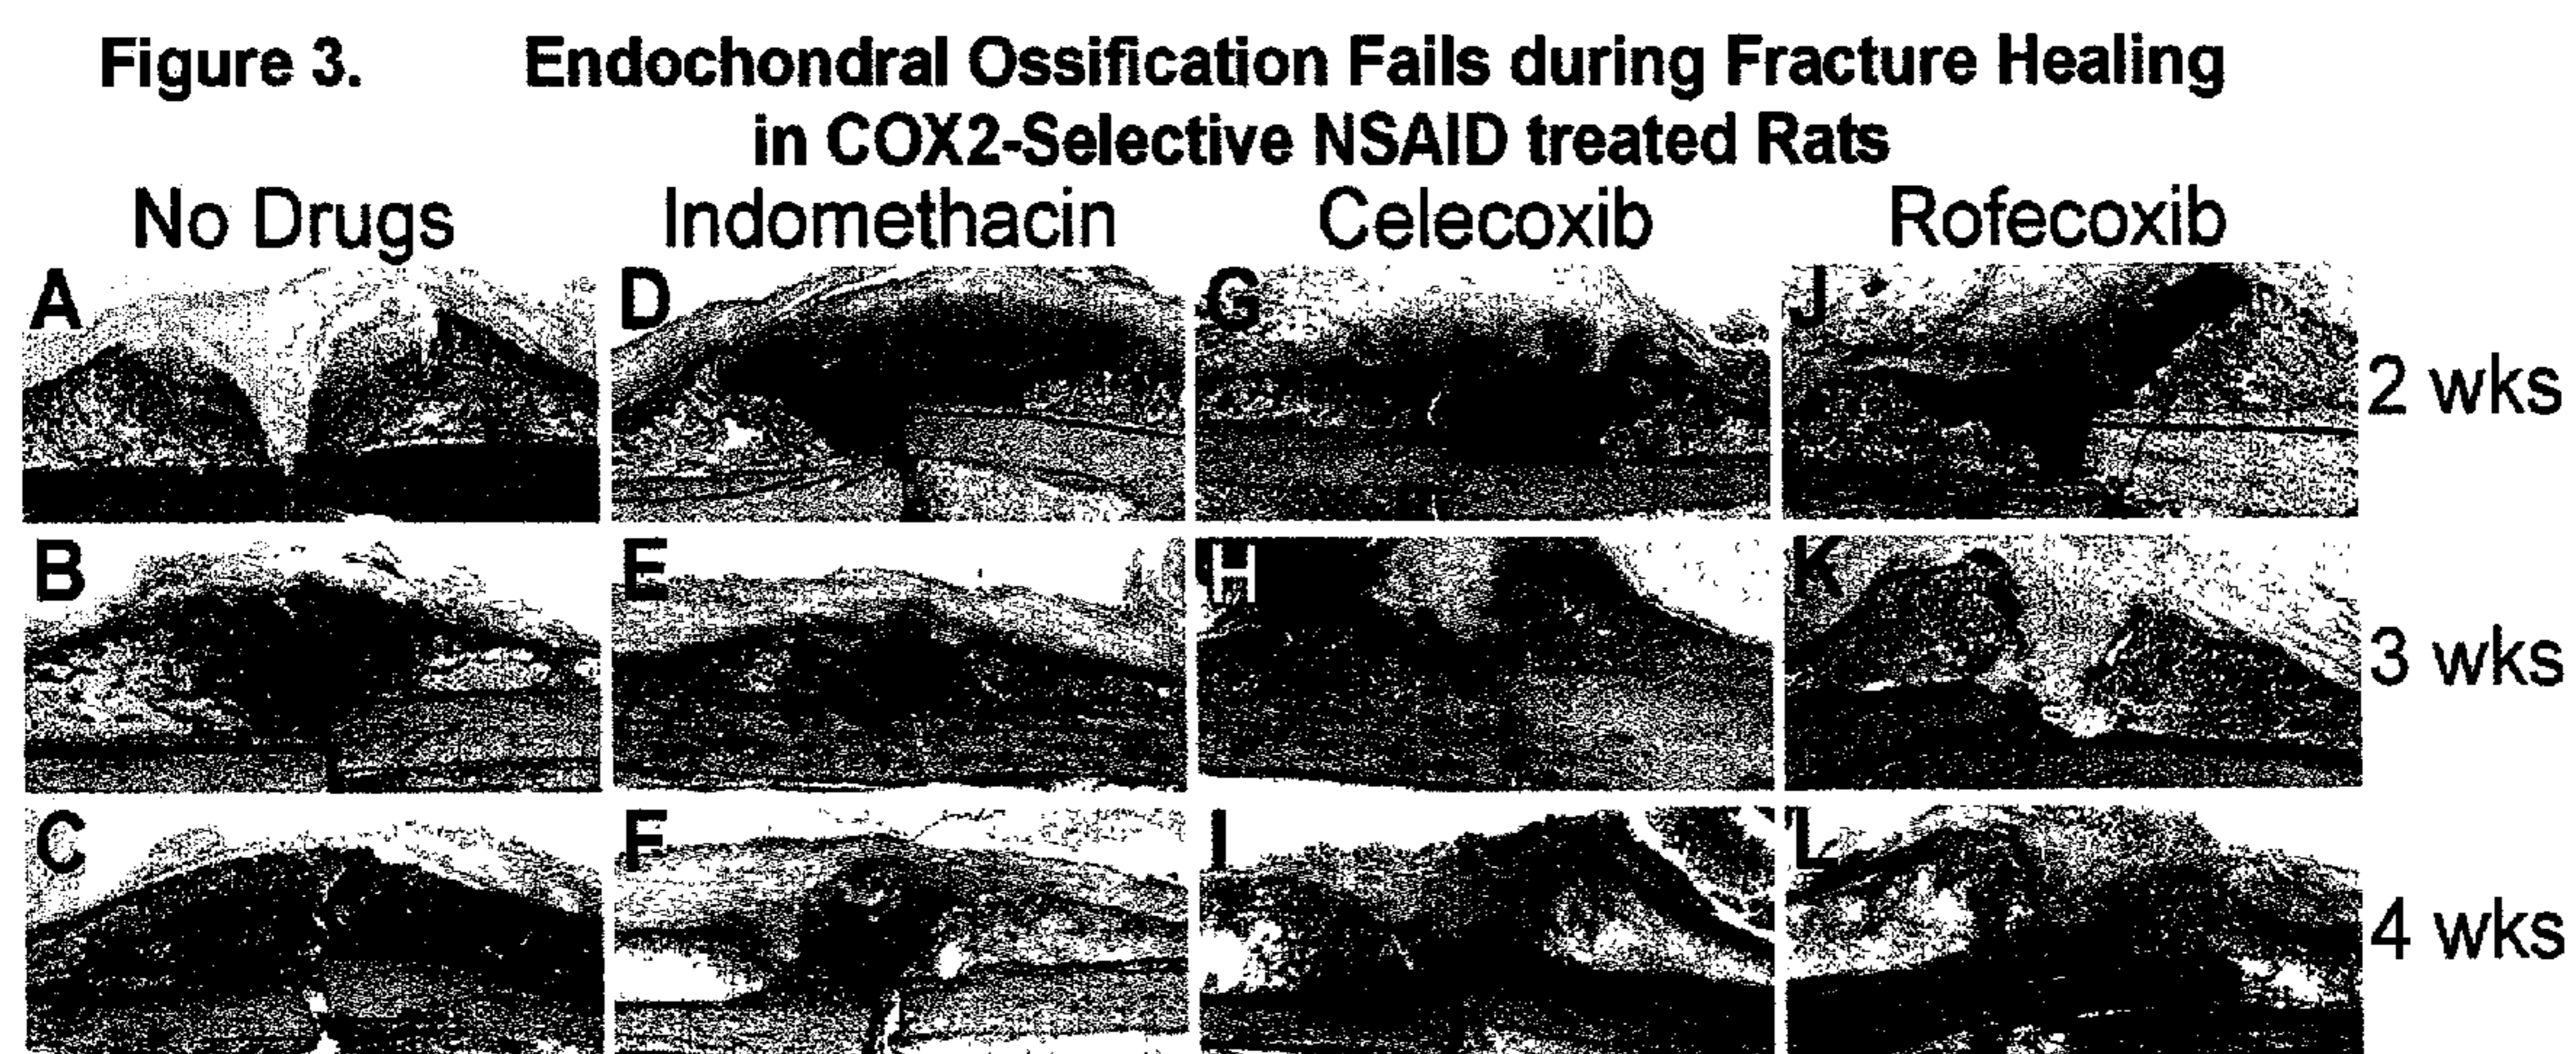 Figure 3. Endochondral Ossification Fails during Fracture Healing
in COX2-Selective NSAID treated Rats
No Drugs Indomethacin Celecoxib Rofecoxib
A D G J 2 wks
B E H K 3 wks
C F I L 4 wks